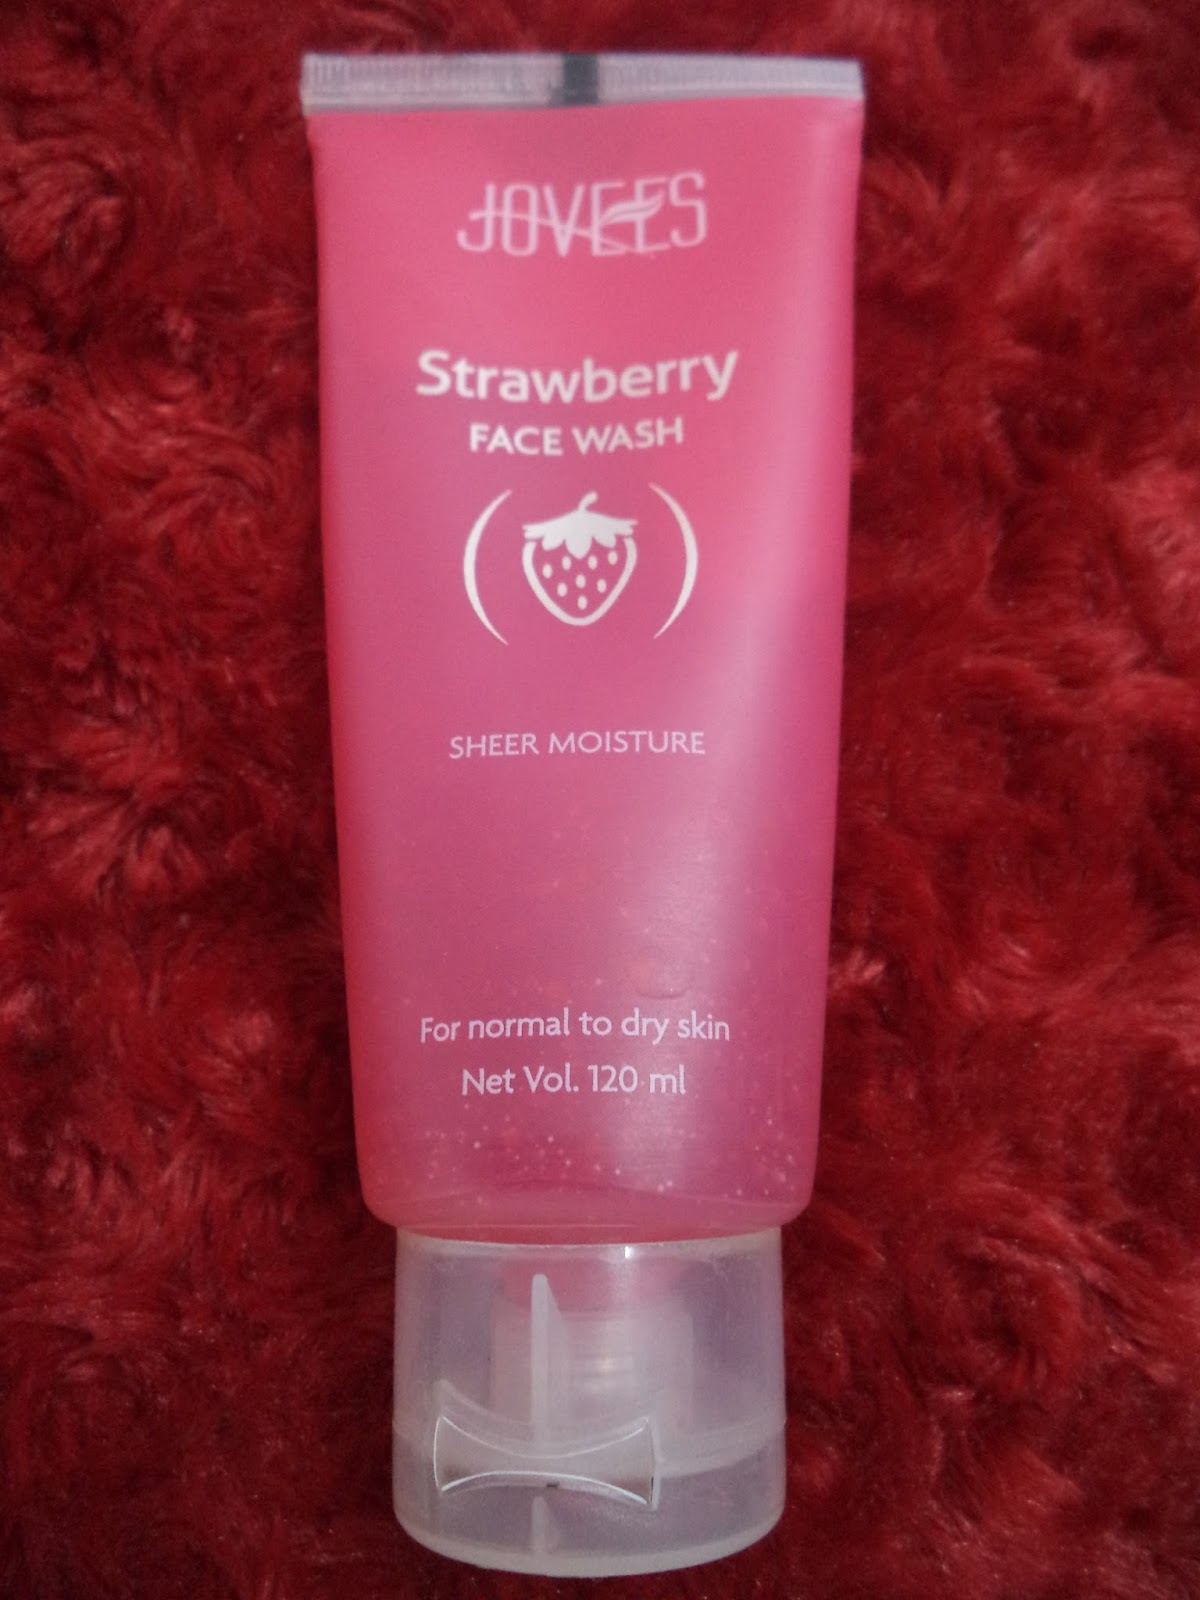 JOVEES
Strawberry
FACE WASH
SHEER MOISTURE
For normal to dry skin
Net Vol. 120 ml